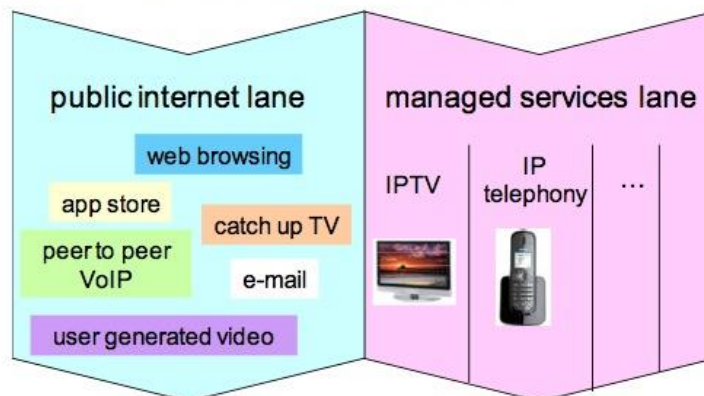 public internet lane
web browsing
app store
catch up TV
peer to peer
VoIP
e-mail
user generated video
managed services lane
IPTV
IP
telephony
...